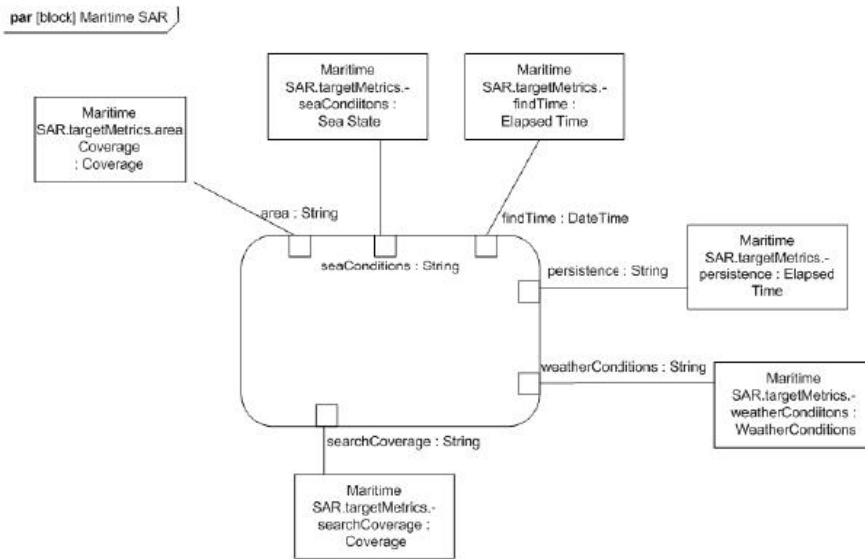 par [block] Maritime SAR
Maritime
SAR.targetMetrics.-
seaCondiitons :
Sea State
Maritime
SAR.targetMetrics.-
findTime :
Elapsed Time
Maritime
SAR.targetMetrics.area
Coverage
: Coverage
area : String
findTime : DateTime
seaConditions : String
persistence : String
Maritime
SAR.targetMetrics.-
persistence : Elapsed
Time
weatherConditions : String
Maritime
SAR.targetMetrics.-
weatherCondiitons :
WeatherConditions
searchCoverage : String
Maritime
SAR.targetMetrics.-
searchCoverage :
Coverage